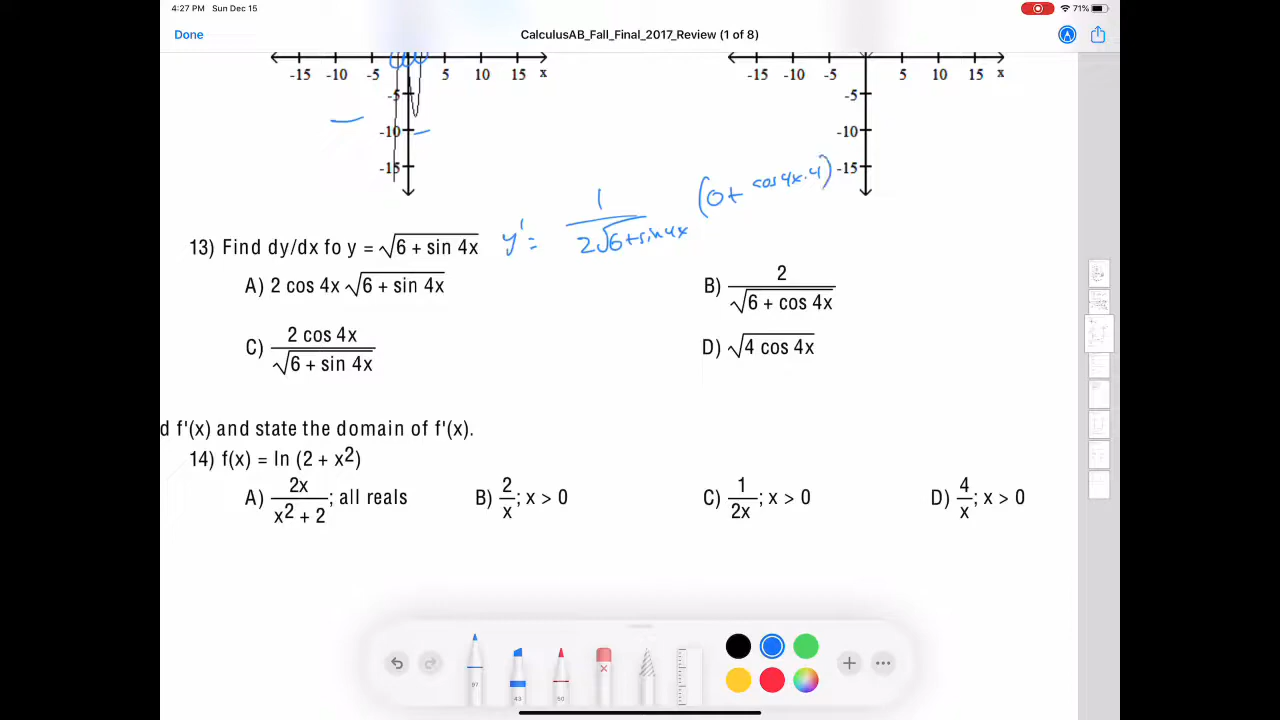 4:27 PM Sun Dec 15 71%
Done CalculusAB_Fall_Final_2017_Review (1 of 8)
-15 -10 -5 5 10 15 x
-5
-10
-15
-15 -10 -5 5 10 15 x
-5
-10
-15
y' = 1 / 2√6+sin4x (0+ cos4x·4)
13) Find dy/dx fo y = √6 + sin 4x
A) 2 cos 4x √6 + sin 4x
B) 2 / √6 + cos 4x
C) 2 cos 4x / √6 + sin 4x
D) √4 cos 4x
d f'(x) and state the domain of f'(x).
14) f(x) = ln (2 + x²)
A) 2x / x² + 2 ; all reals B) 2 / x ; x > 0 C) 1 / 2x ; x > 0 D) 4 / x ; x > 0
97 43 50